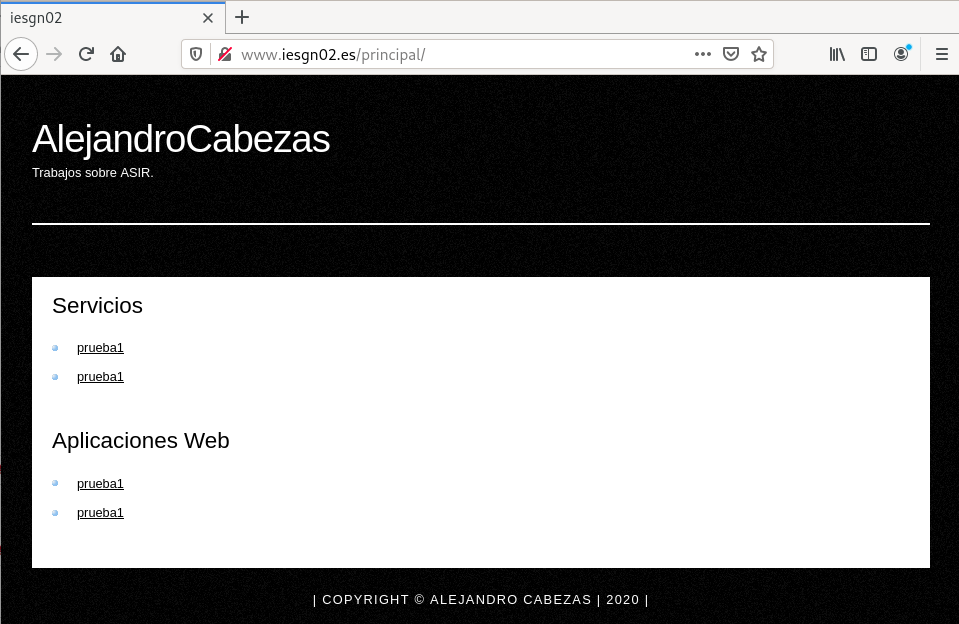 iesgn02
www.iesgn02.es/principal/
AlejandroCabezas
Trabajos sobre ASIR.
Servicios
prueba1
prueba1
Aplicaciones Web
prueba1
prueba1
| COPYRIGHT © ALEJANDRO CABEZAS | 2020 |